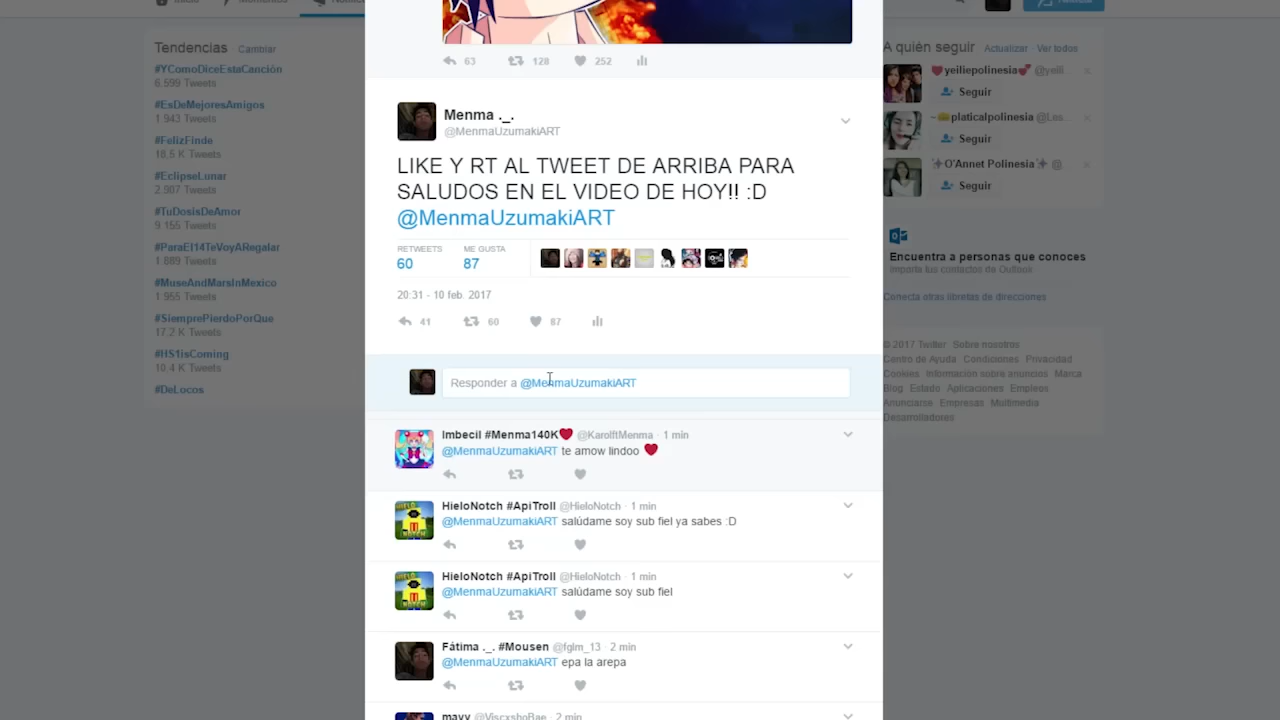 Tendencias Cambiar
#YComoDiceEstaCanción
6.599 Tweets
#EsDeMejoresAmigos
1.943 Tweets
#FelizFinde
18,5 K Tweets
#EclipseLunar
2.907 Tweets
#TuDosisDeAmor
9.155 Tweets
#ParaEl14TeVoyARegalar
1.889 Tweets
#MuseAndMarsInMexico
1.955 Tweets
#SiemprePierdoPorQue
17,2 K Tweets
#HS1isComing
10,4 K Tweets
#DeLocos
63 128 252
Menma ._.
@MenmaUzumakiART
LIKE Y RT AL TWEET DE ARRIBA PARA
SALUDOS EN EL VIDEO DE HOY!! :D
@MenmaUzumakiART
RETWEETS ME GUSTA
60 87
20:31 - 10 feb. 2017
41 60 87
Responder a @MenmaUzumakiART
Imbecil #Menma140K❤ @KarolftMenma · 1 min
@MenmaUzumakiART te amow lindoo ❤
HieloNotch #ApiTroll @HieloNotch · 1 min
@MenmaUzumakiART salúdame soy sub fiel ya sabes :D
HieloNotch #ApiTroll @HieloNotch · 1 min
@MenmaUzumakiART salúdame soy sub fiel
Fátima ._. #Mousen @fglm_13 · 2 min
@MenmaUzumakiART epa la arepa
mavv @ViscxshoBae · 2 min
A quién seguir Actualizar · Ver todos
yeiliepolinesia @yeili...
Seguir
platicalpolinesia @Les...
Seguir
O'Annet Polinesia @
Seguir
Encuentra a personas que conoces
Importa tus contactos de Outlook
Conecta otras libretas de direcciones
© 2017 Twitter Sobre nosotros
Centro de Ayuda Condiciones Privacidad
Cookies Información sobre anuncios Marca
Blog Estado Aplicaciones Empleos
Anunciarse Empresas Multimedia
Desarrolladores